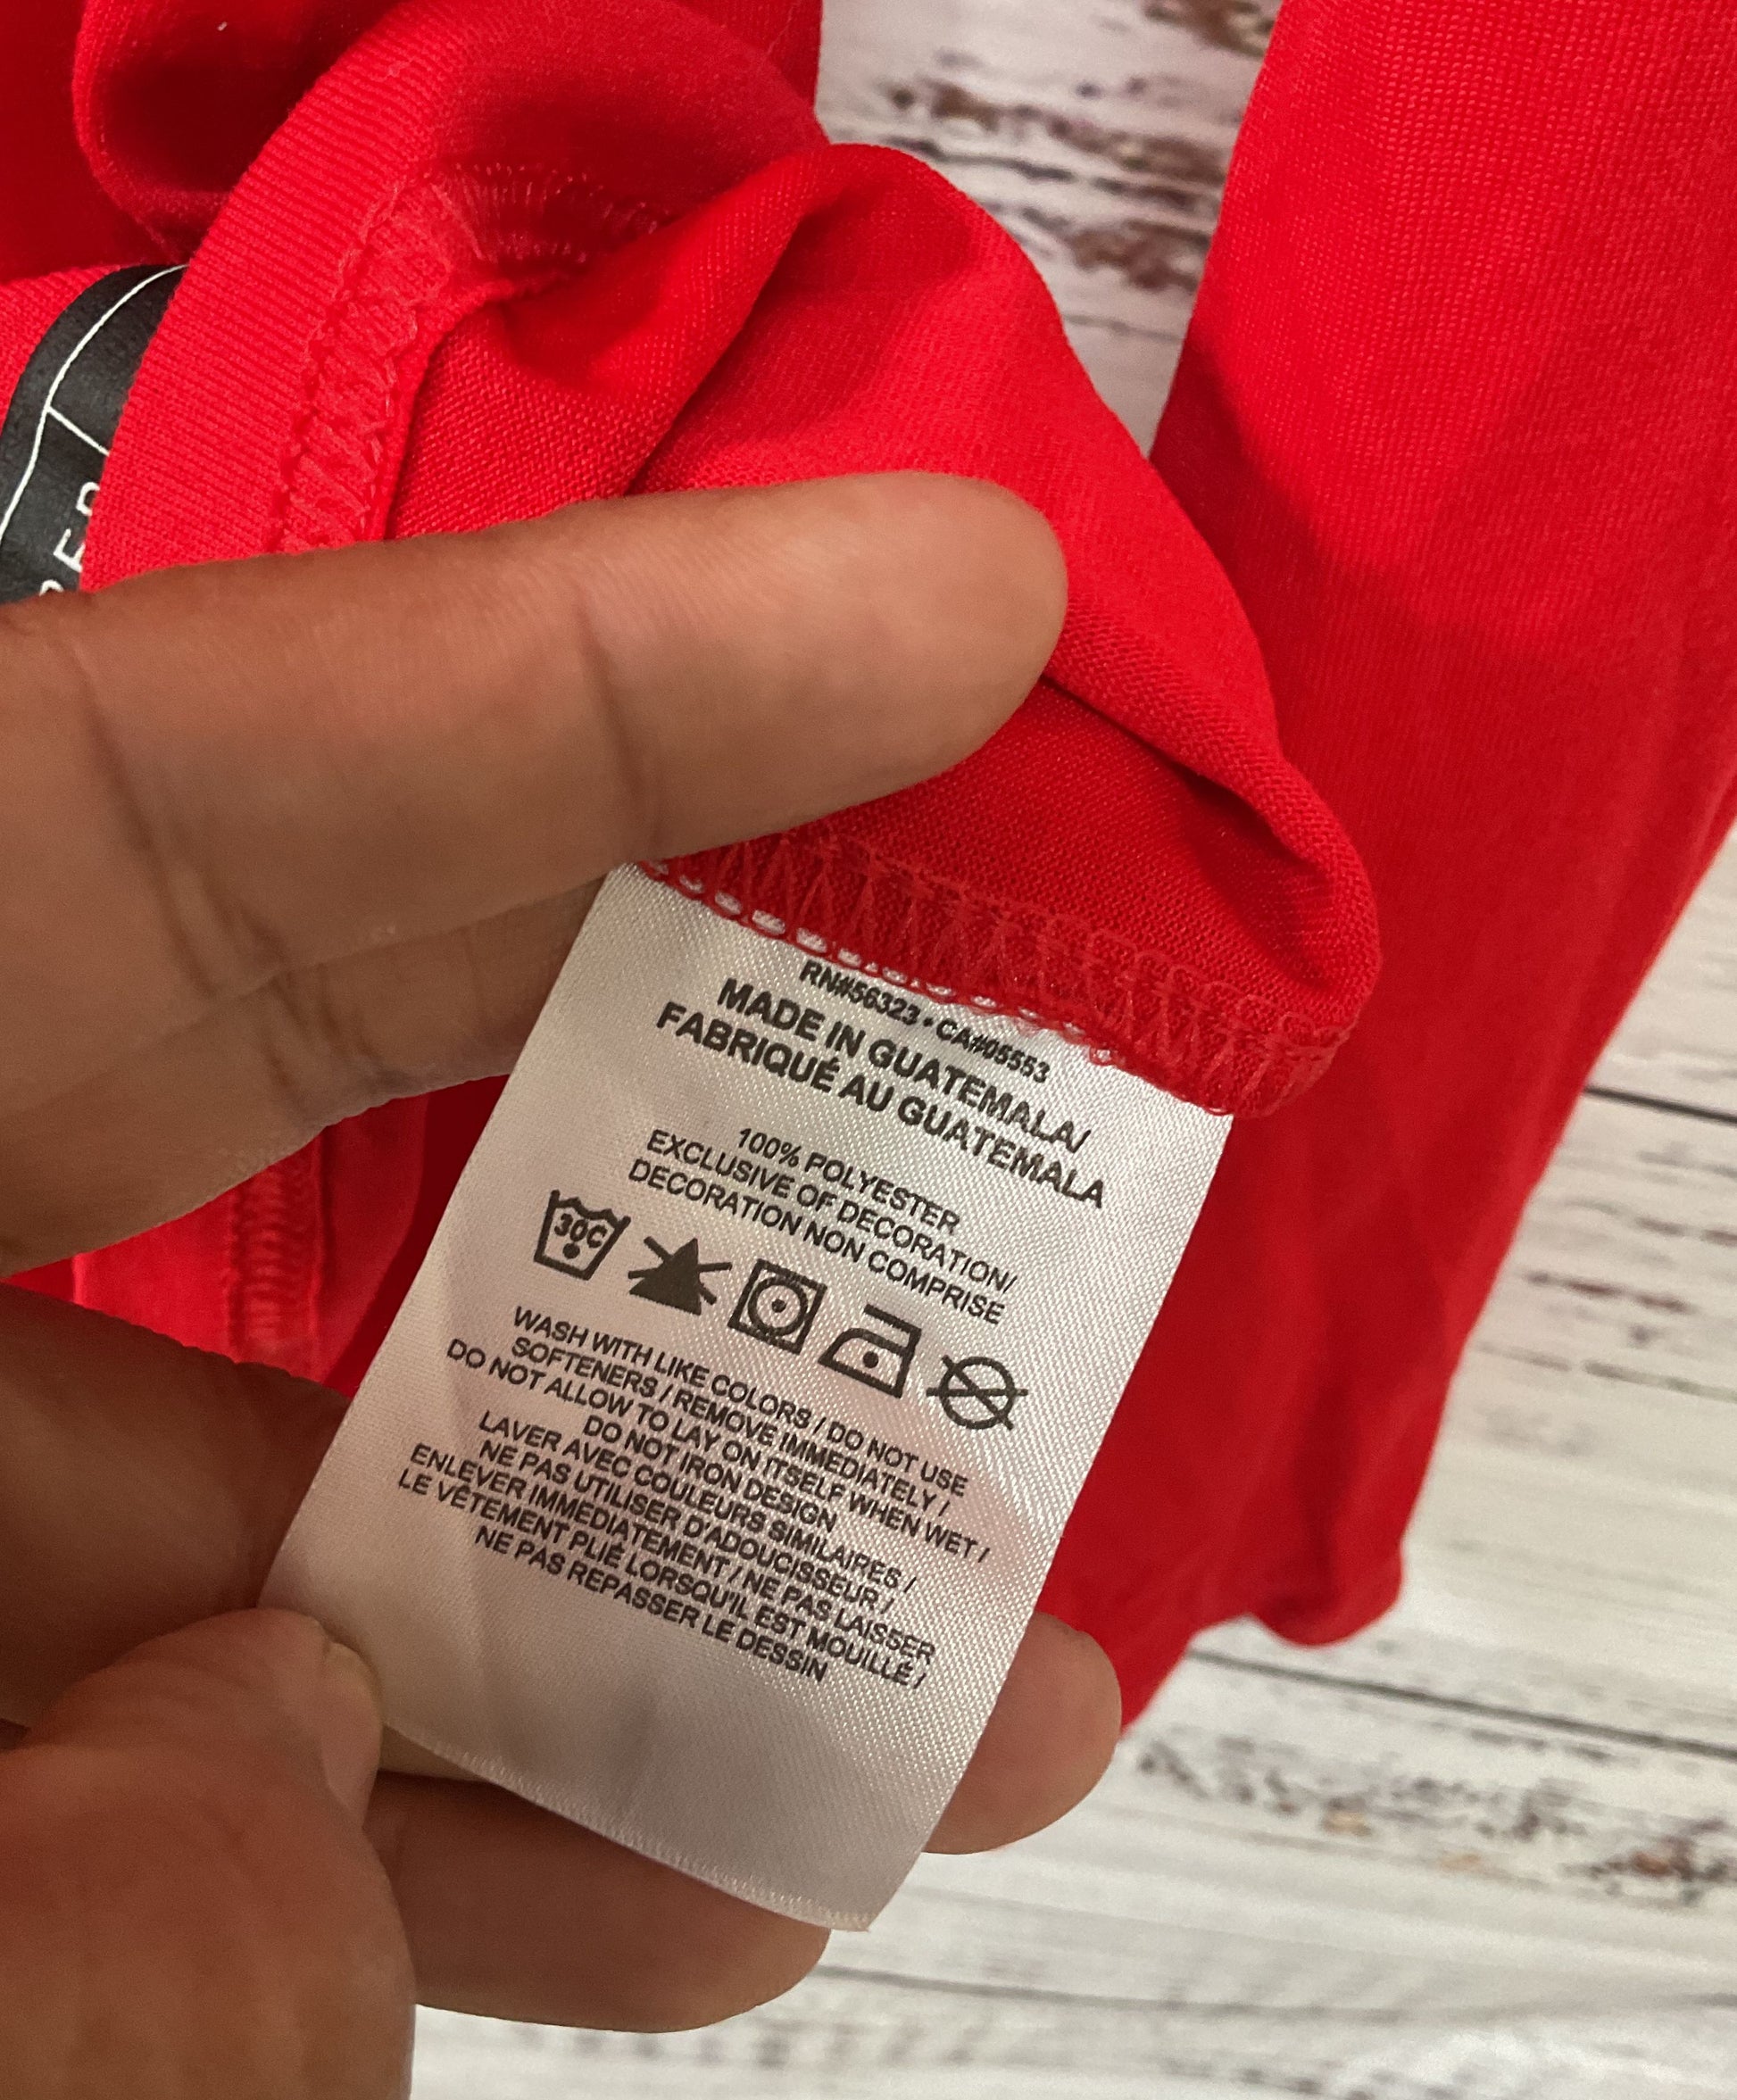 RN#56323 • CA#05553
MADE IN GUATEMALA/
FABRIQUÉ AU GUATEMALA
100% POLYESTER
EXCLUSIVE OF DECORATION/
DECORATION NON COMPRISE
30C
WASH WITH LIKE COLORS / DO NOT USE
SOFTENERS / REMOVE IMMEDIATELY /
DO NOT ALLOW TO LAY ON ITSELF WHEN WET /
DO NOT IRON DESIGN
LAVER AVEC COULEURS SIMILAIRES /
NE PAS UTILISER D'ADOUCISSEUR /
ENLEVER IMMEDIATEMENT / NE PAS LAISSER
LE VÊTEMENT PLIÉ LORSQU'IL EST MOUILLÉ /
NE PAS REPASSER LE DESSIN